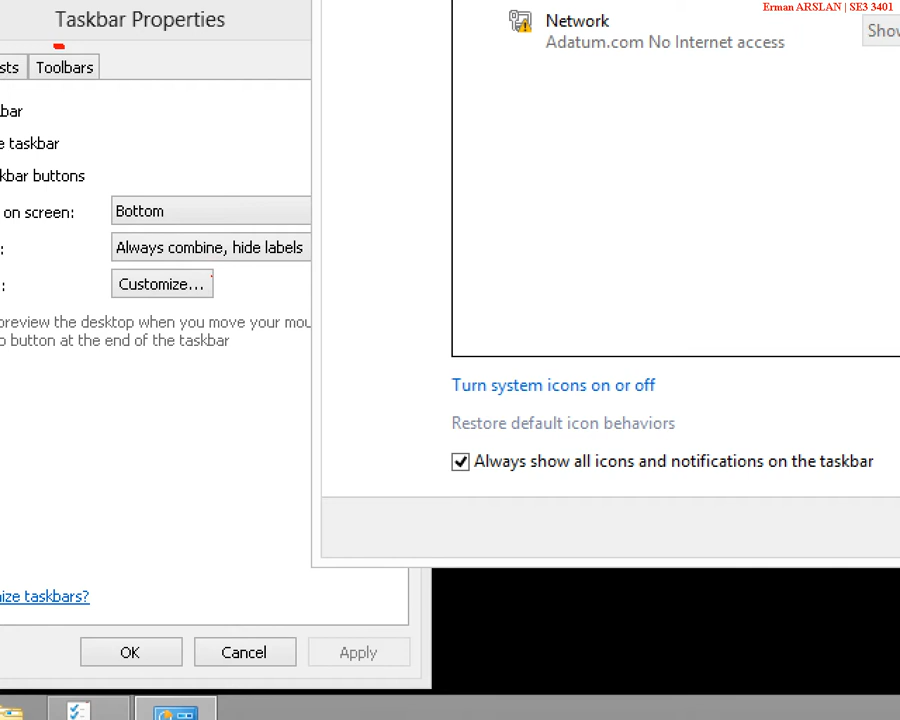 Taskbar Properties
Toolbars
e taskbar
kbar buttons
on screen:
Bottom
Always combine, hide labels
Customize...
preview the desktop when you move your mou
o button at the end of the taskbar
ize taskbars?
OK
Cancel
Apply
Erman ARSLAN | SE3 3401
Network
Adatum.com No Internet access
Show
Turn system icons on or off
Restore default icon behaviors
Always show all icons and notifications on the taskbar